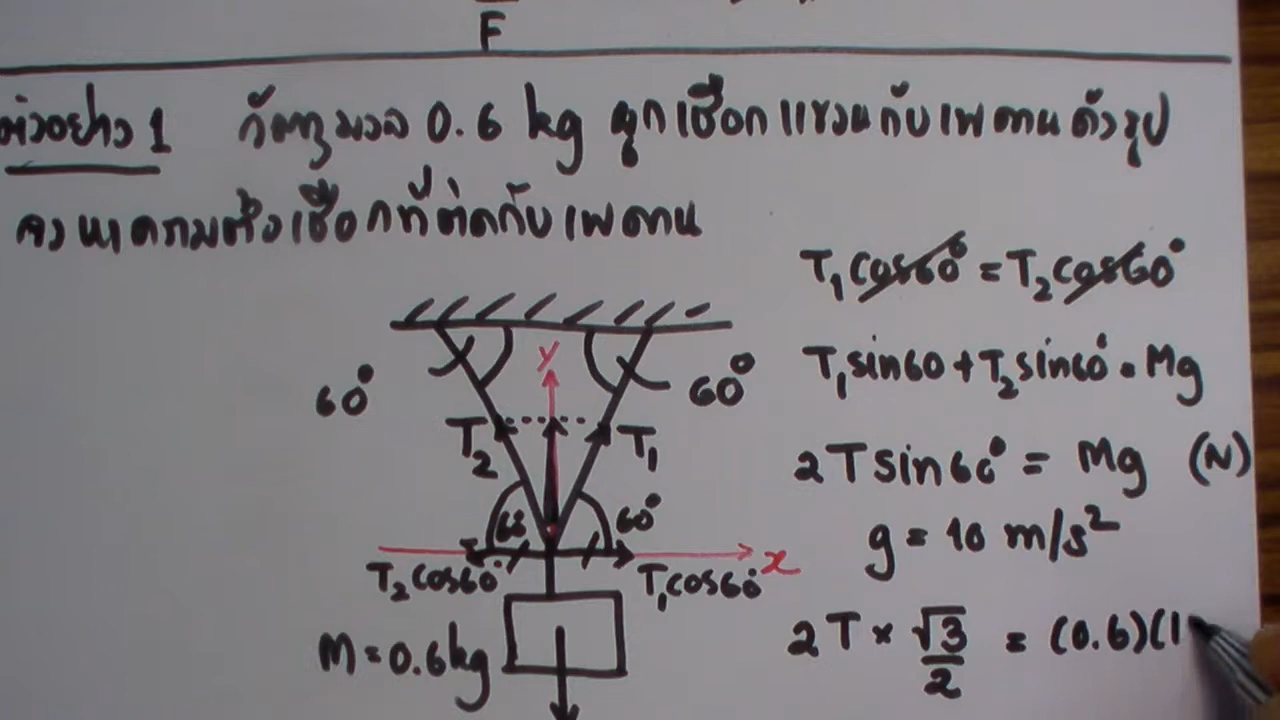 F
ตัวอย่าง 1 วัตถุมวล 0.6 kg ผูกเชือกแขวนกับเพดานดังรูป
จงหาความตึงเชือกที่ติดกับเพดาน
T₁cos60° = T₂cos60°
T₁sin60 + T₂sin60° = Mg
2Tsin60° = Mg (N)
g = 10 m/s²
2T × √3/2 = (0.6)(1
60°
60°
y
T₂
T₁
60°
60°
x
T₂cos60°
T₁cos60°
m = 0.6kg